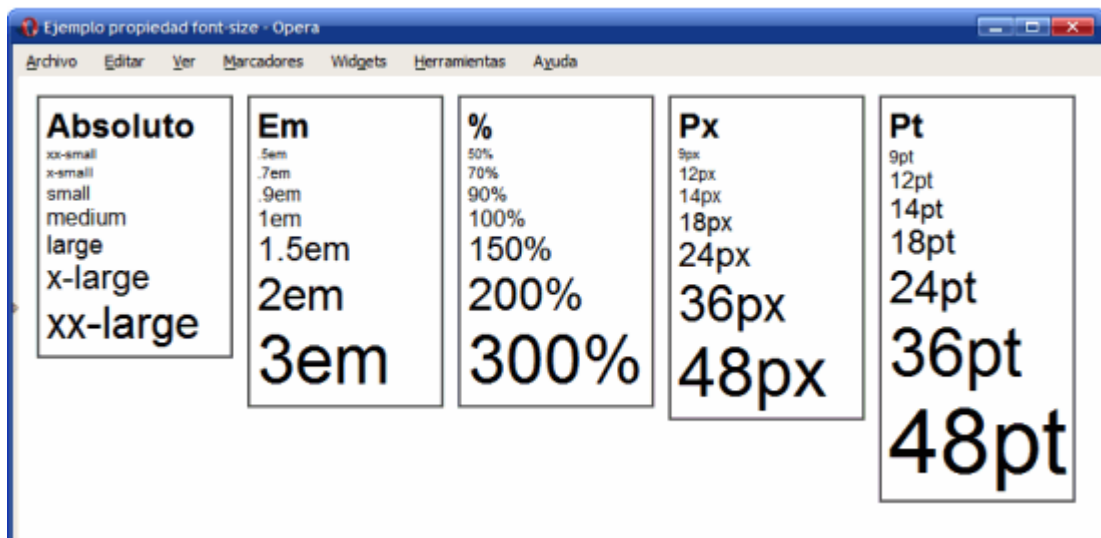 Ejemplo propiedad font-size - Opera
Archivo Editar Ver Marcadores Widgets Herramientas Ayuda
Absoluto
xx-small
x-small
small
medium
large
x-large
xx-large
Em
.5em
.7em
.9em
1em
1.5em
2em
3em
%
50%
70%
90%
100%
150%
200%
300%
Px
9px
12px
14px
18px
24px
36px
48px
Pt
9pt
12pt
14pt
18pt
24pt
36pt
48pt